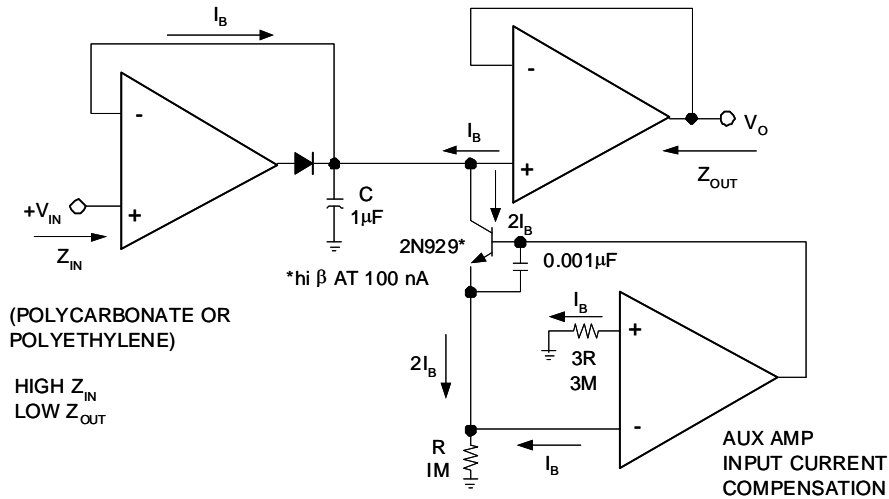 I_B
-
-
+V_IN
+
Z_IN
C
1µF
I_B
+
V_O
Z_OUT
2N929*
2I_B
0.001µF
*hi β AT 100 nA
(POLYCARBONATE OR
POLYETHYLENE)
HIGH Z_IN
LOW Z_OUT
I_B
+
3R
3M
2I_B
-
R
IM
I_B
AUX AMP
INPUT CURRENT
COMPENSATION